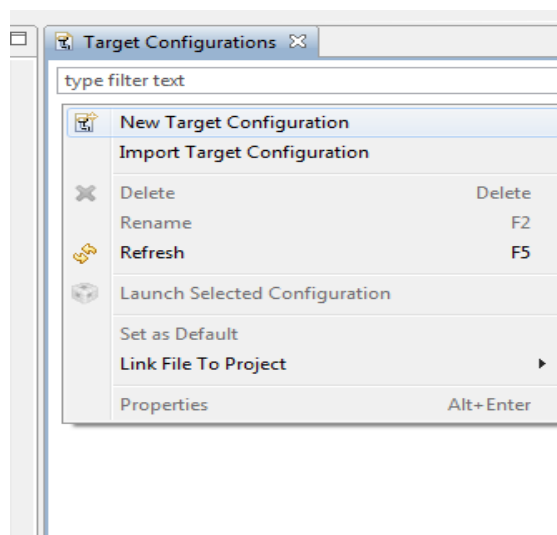 Target Configurations
type filter text
New Target Configuration
Import Target Configuration
Delete Delete
Rename F2
Refresh F5
Launch Selected Configuration
Set as Default
Link File To Project
Properties Alt+Enter